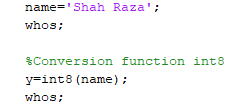 name='Shah Raza';
whos;
%Conversion function int8
y=int8(name);
whos;